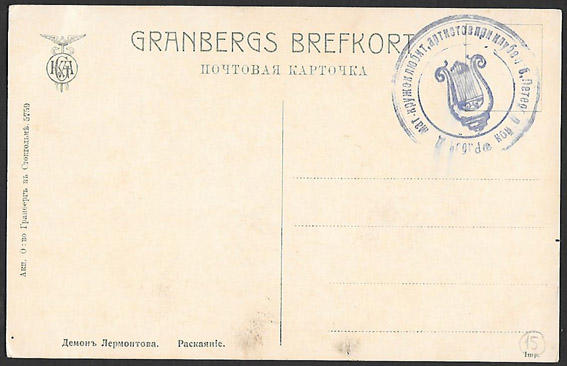 GRANBERGS BREFKORT
ПОЧТОВАЯ КАРТОЧКА
Акц. О:во Гранбергъ въ Стокгольмѣ. 5759
Демонъ Лермонтова. Раскаяніе.
15
Imp.